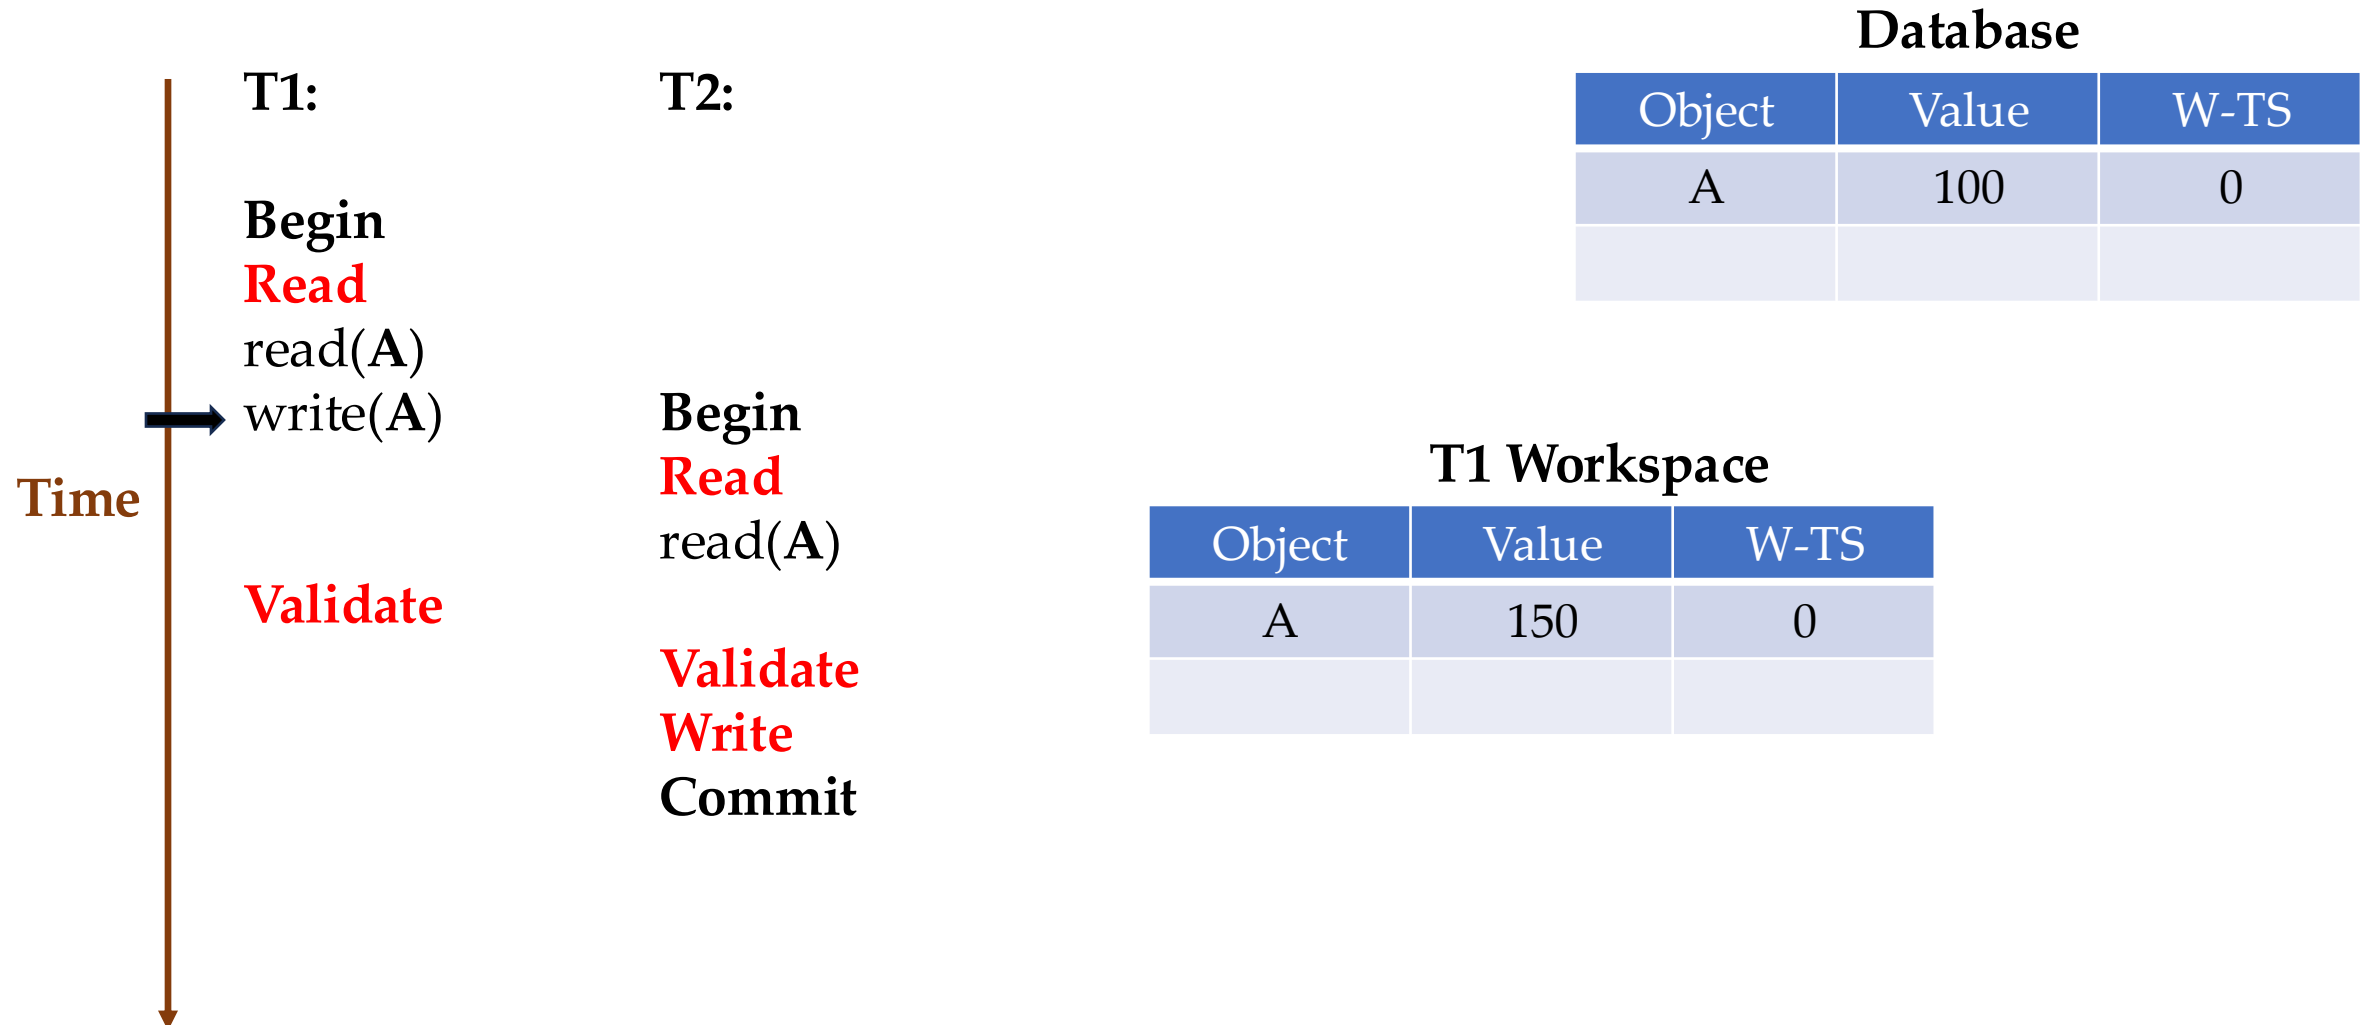 Database
T1:
T2:
Object Value W-TS
A 100 0
Begin
Read
read(A)
write(A)
Begin
Read
read(A)
Time
T1 Workspace
Object Value W-TS
A 150 0
Validate
Validate
Write
Commit